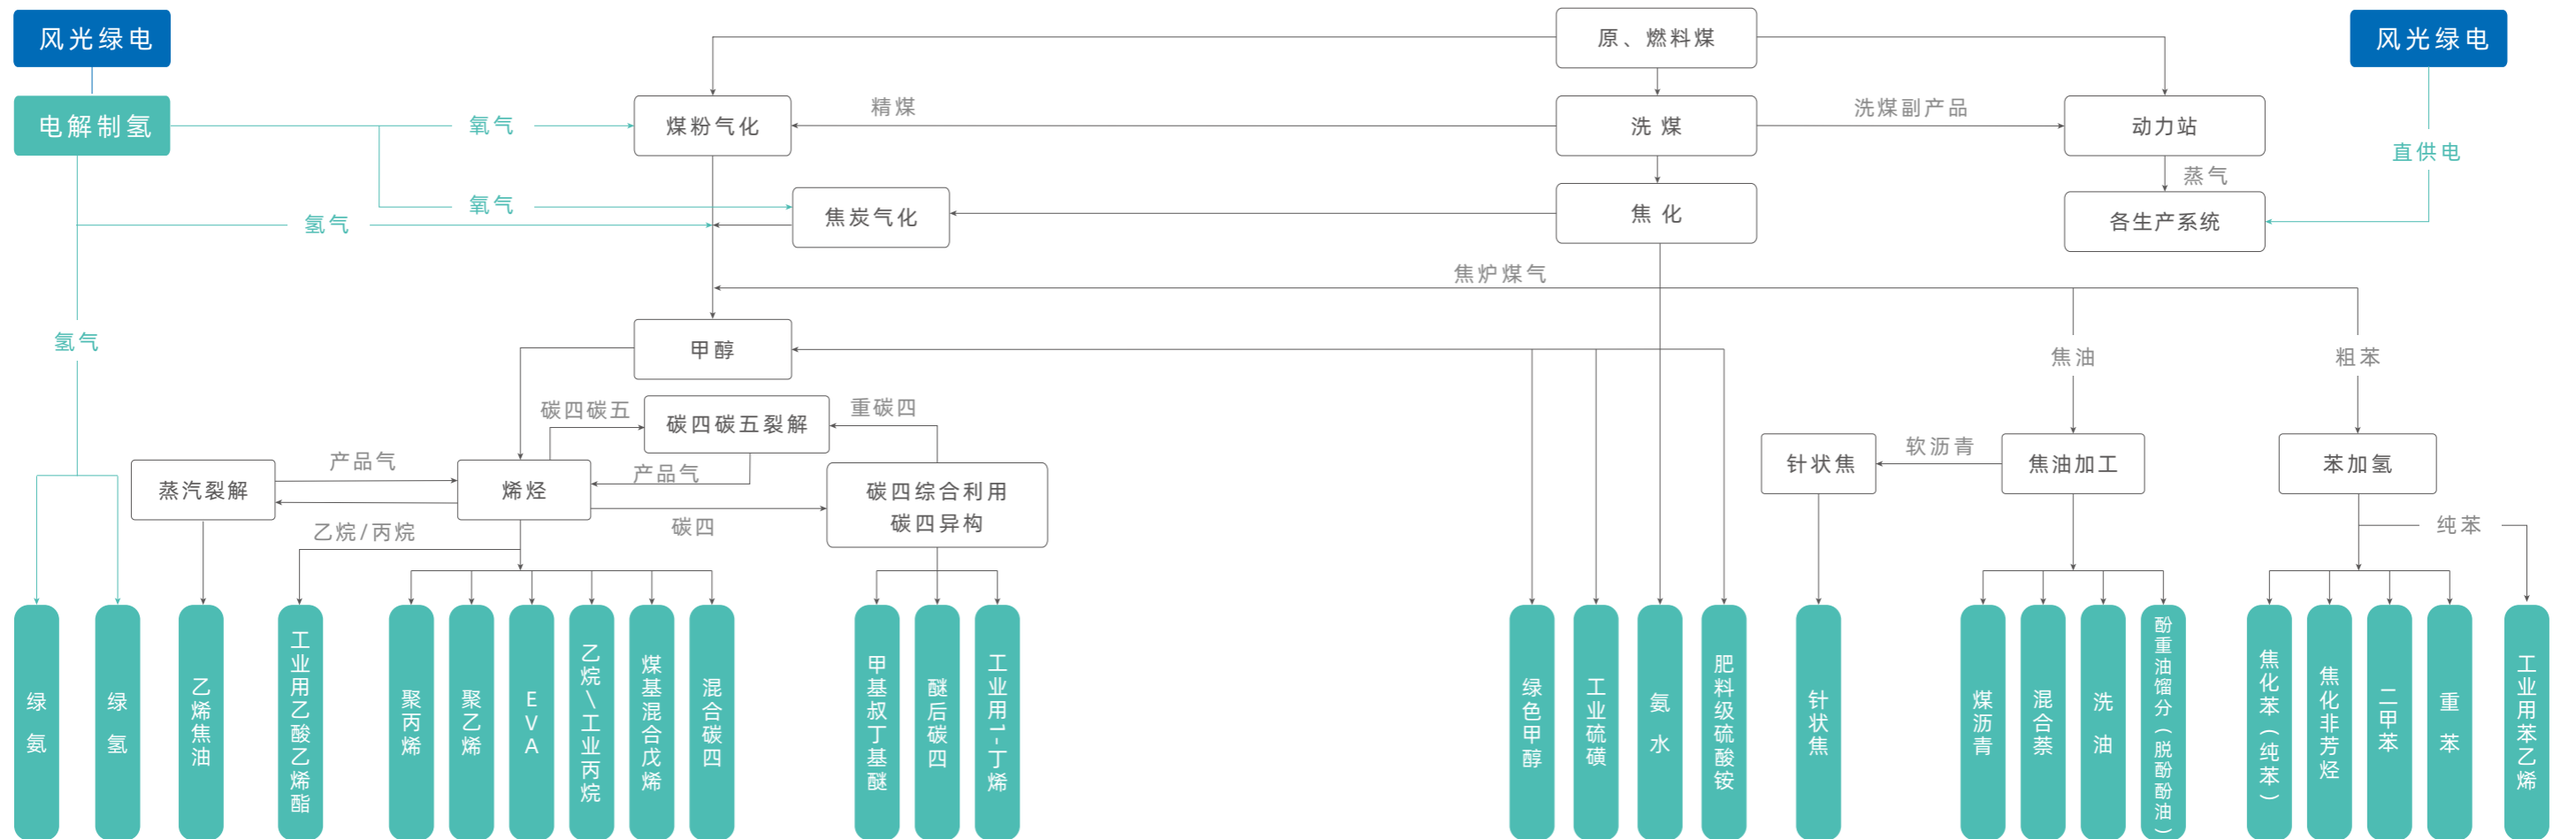 风光绿电
原、燃料煤
风光绿电
电解制氢
氧气
煤粉气化
精煤
洗 煤
洗煤副产品
动力站
直供电
蒸气
氧气
氢气
焦炭气化
焦 化
各生产系统
焦炉煤气
氢气
甲醇
焦油
粗苯
碳四碳五
碳四碳五裂解
重碳四
产品气
蒸汽裂解
烯烃
产品气
碳四综合利用
碳四异构
针状焦
软沥青
焦油加工
苯加氢
乙烷/丙烷
碳四
纯苯
绿氨
绿氢
乙烯焦油
工业用乙酸乙烯酯
聚丙烯
聚乙烯
EVA
乙烷\工业丙烷
煤基混合戊烯
混合碳四
甲基叔丁基醚
醚后碳四
工业用1-丁烯
绿色甲醇
工业硫磺
氨水
肥料级硫酸铵
针状焦
煤沥青
混合萘
洗油
酚重油馏分（脱酚酚油）
焦化苯（纯苯）
焦化非芳烃
二甲苯
重苯
工业用苯乙烯